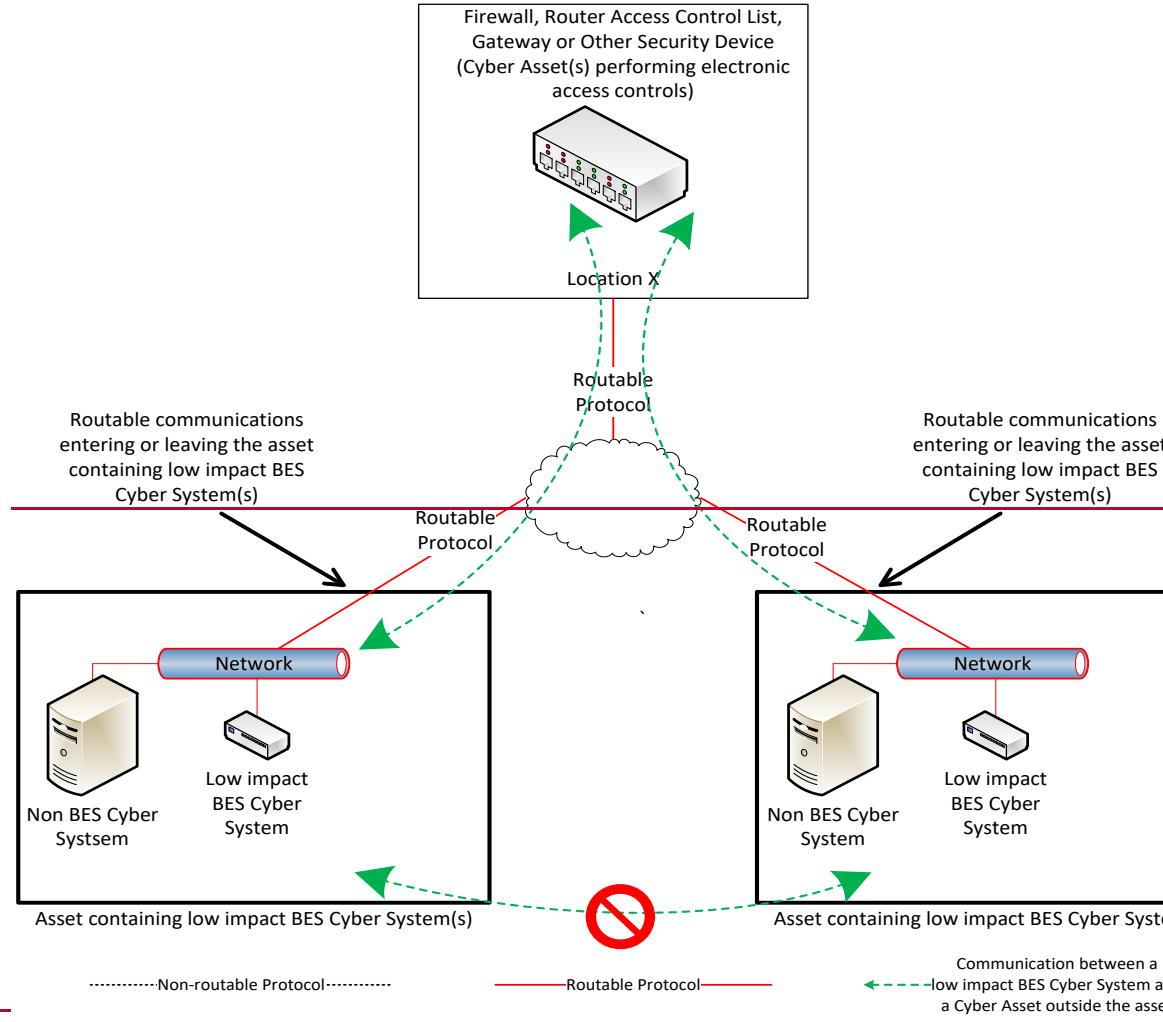 Firewall, Router Access Control List,
Gateway or Other Security Device
(Cyber Asset(s) performing electronic
access controls)
Location X
Routable
Protocol
Routable communications
entering or leaving the asset
containing low impact BES
Cyber System(s)
Routable communications
entering or leaving the asset
containing low impact BES
Cyber System(s)
Routable
Protocol
Routable
Protocol
Network
Non BES Cyber
Systsem
Low impact
BES Cyber
System
Network
Non BES Cyber
System
Low impact
BES Cyber
System
Asset containing low impact BES Cyber System(s)
Asset containing low impact BES Cyber Syste
Non-routable Protocol
Routable Protocol
Communication between a
low impact BES Cyber System a
a Cyber Asset outside the asse